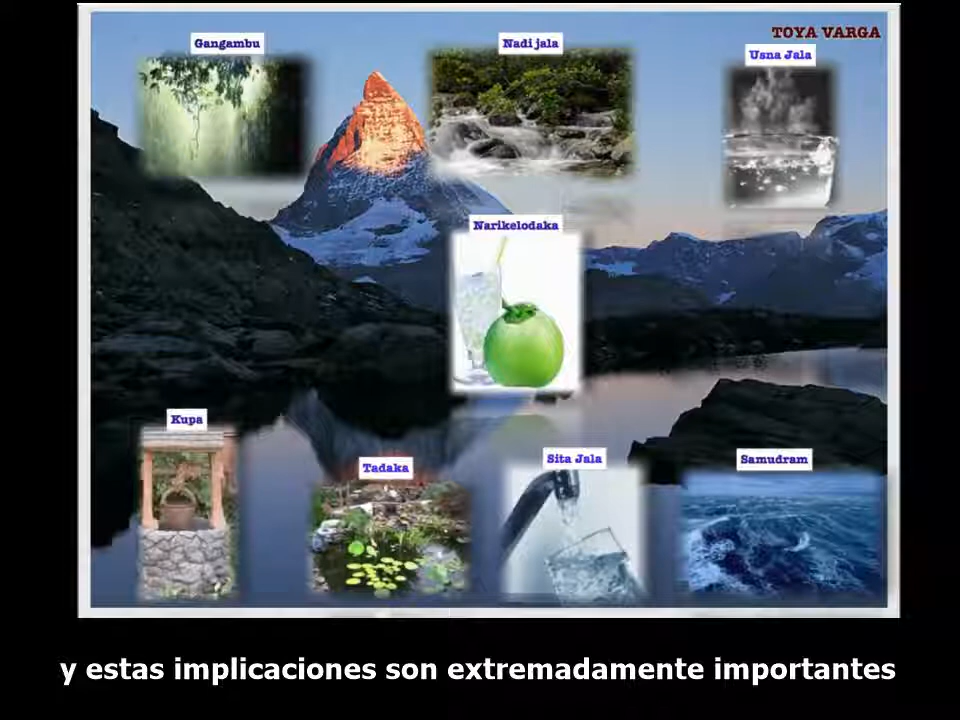 TOYA VARGA
Gangambu
Nadi jala
Usna Jala
Narikelodaka
Kupa
Tadaka
Sita Jala
Samudram
y estas implicaciones son extremadamente importantes